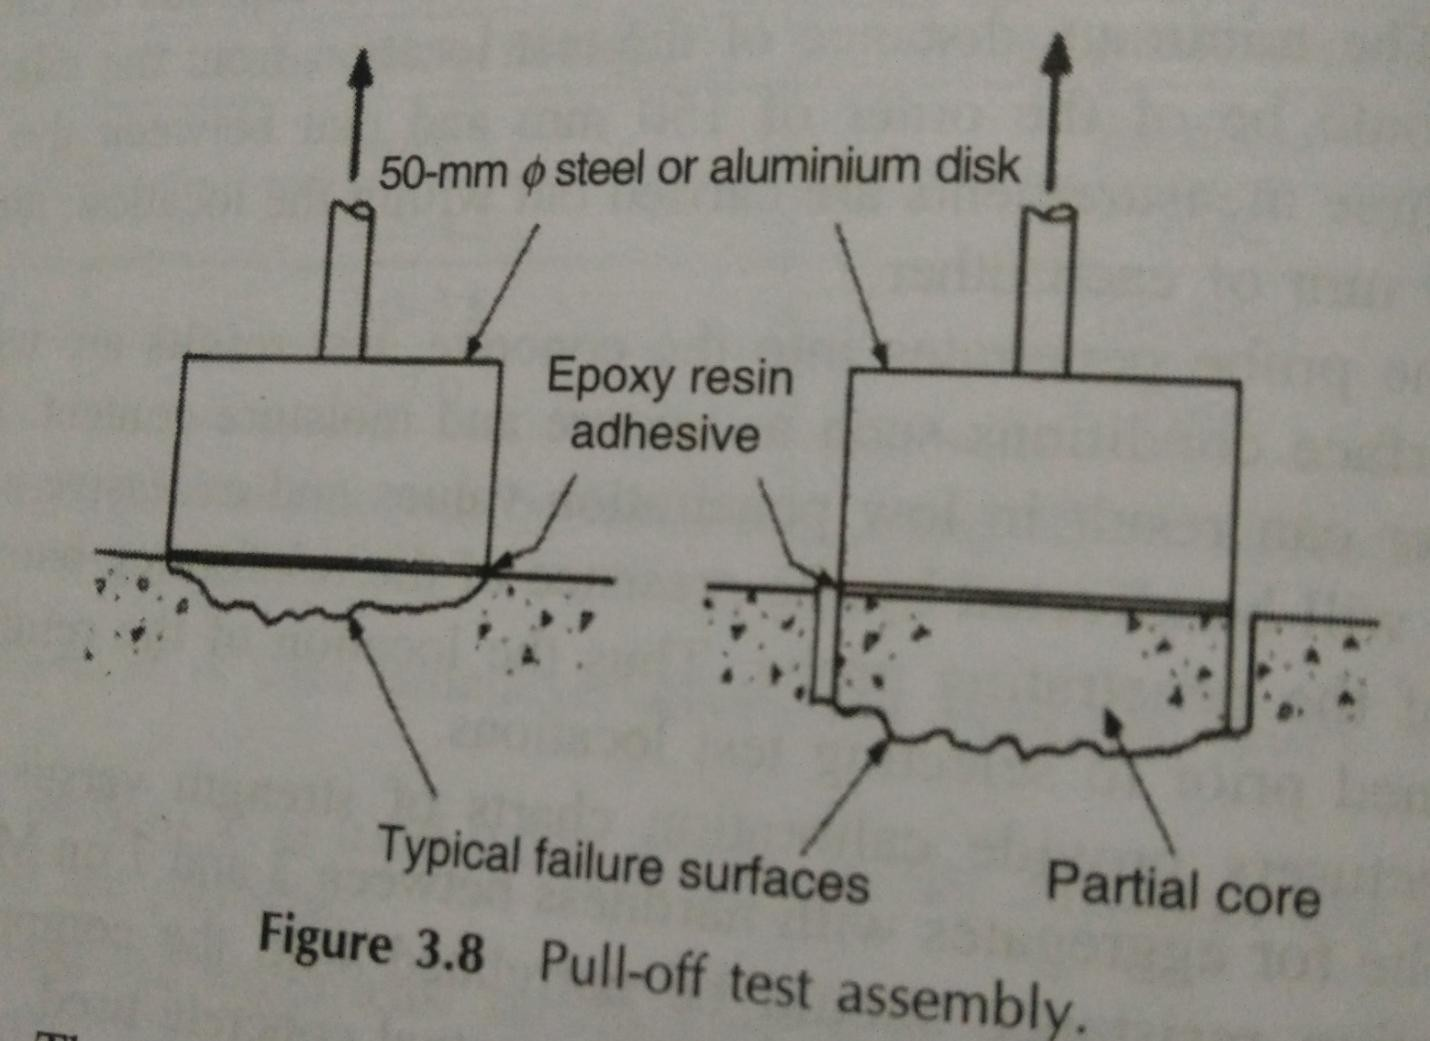 50-mm ϕ steel or aluminium disk
Epoxy resin
adhesive
Typical failure surfaces
Partial core
Figure 3.8 Pull-off test assembly.